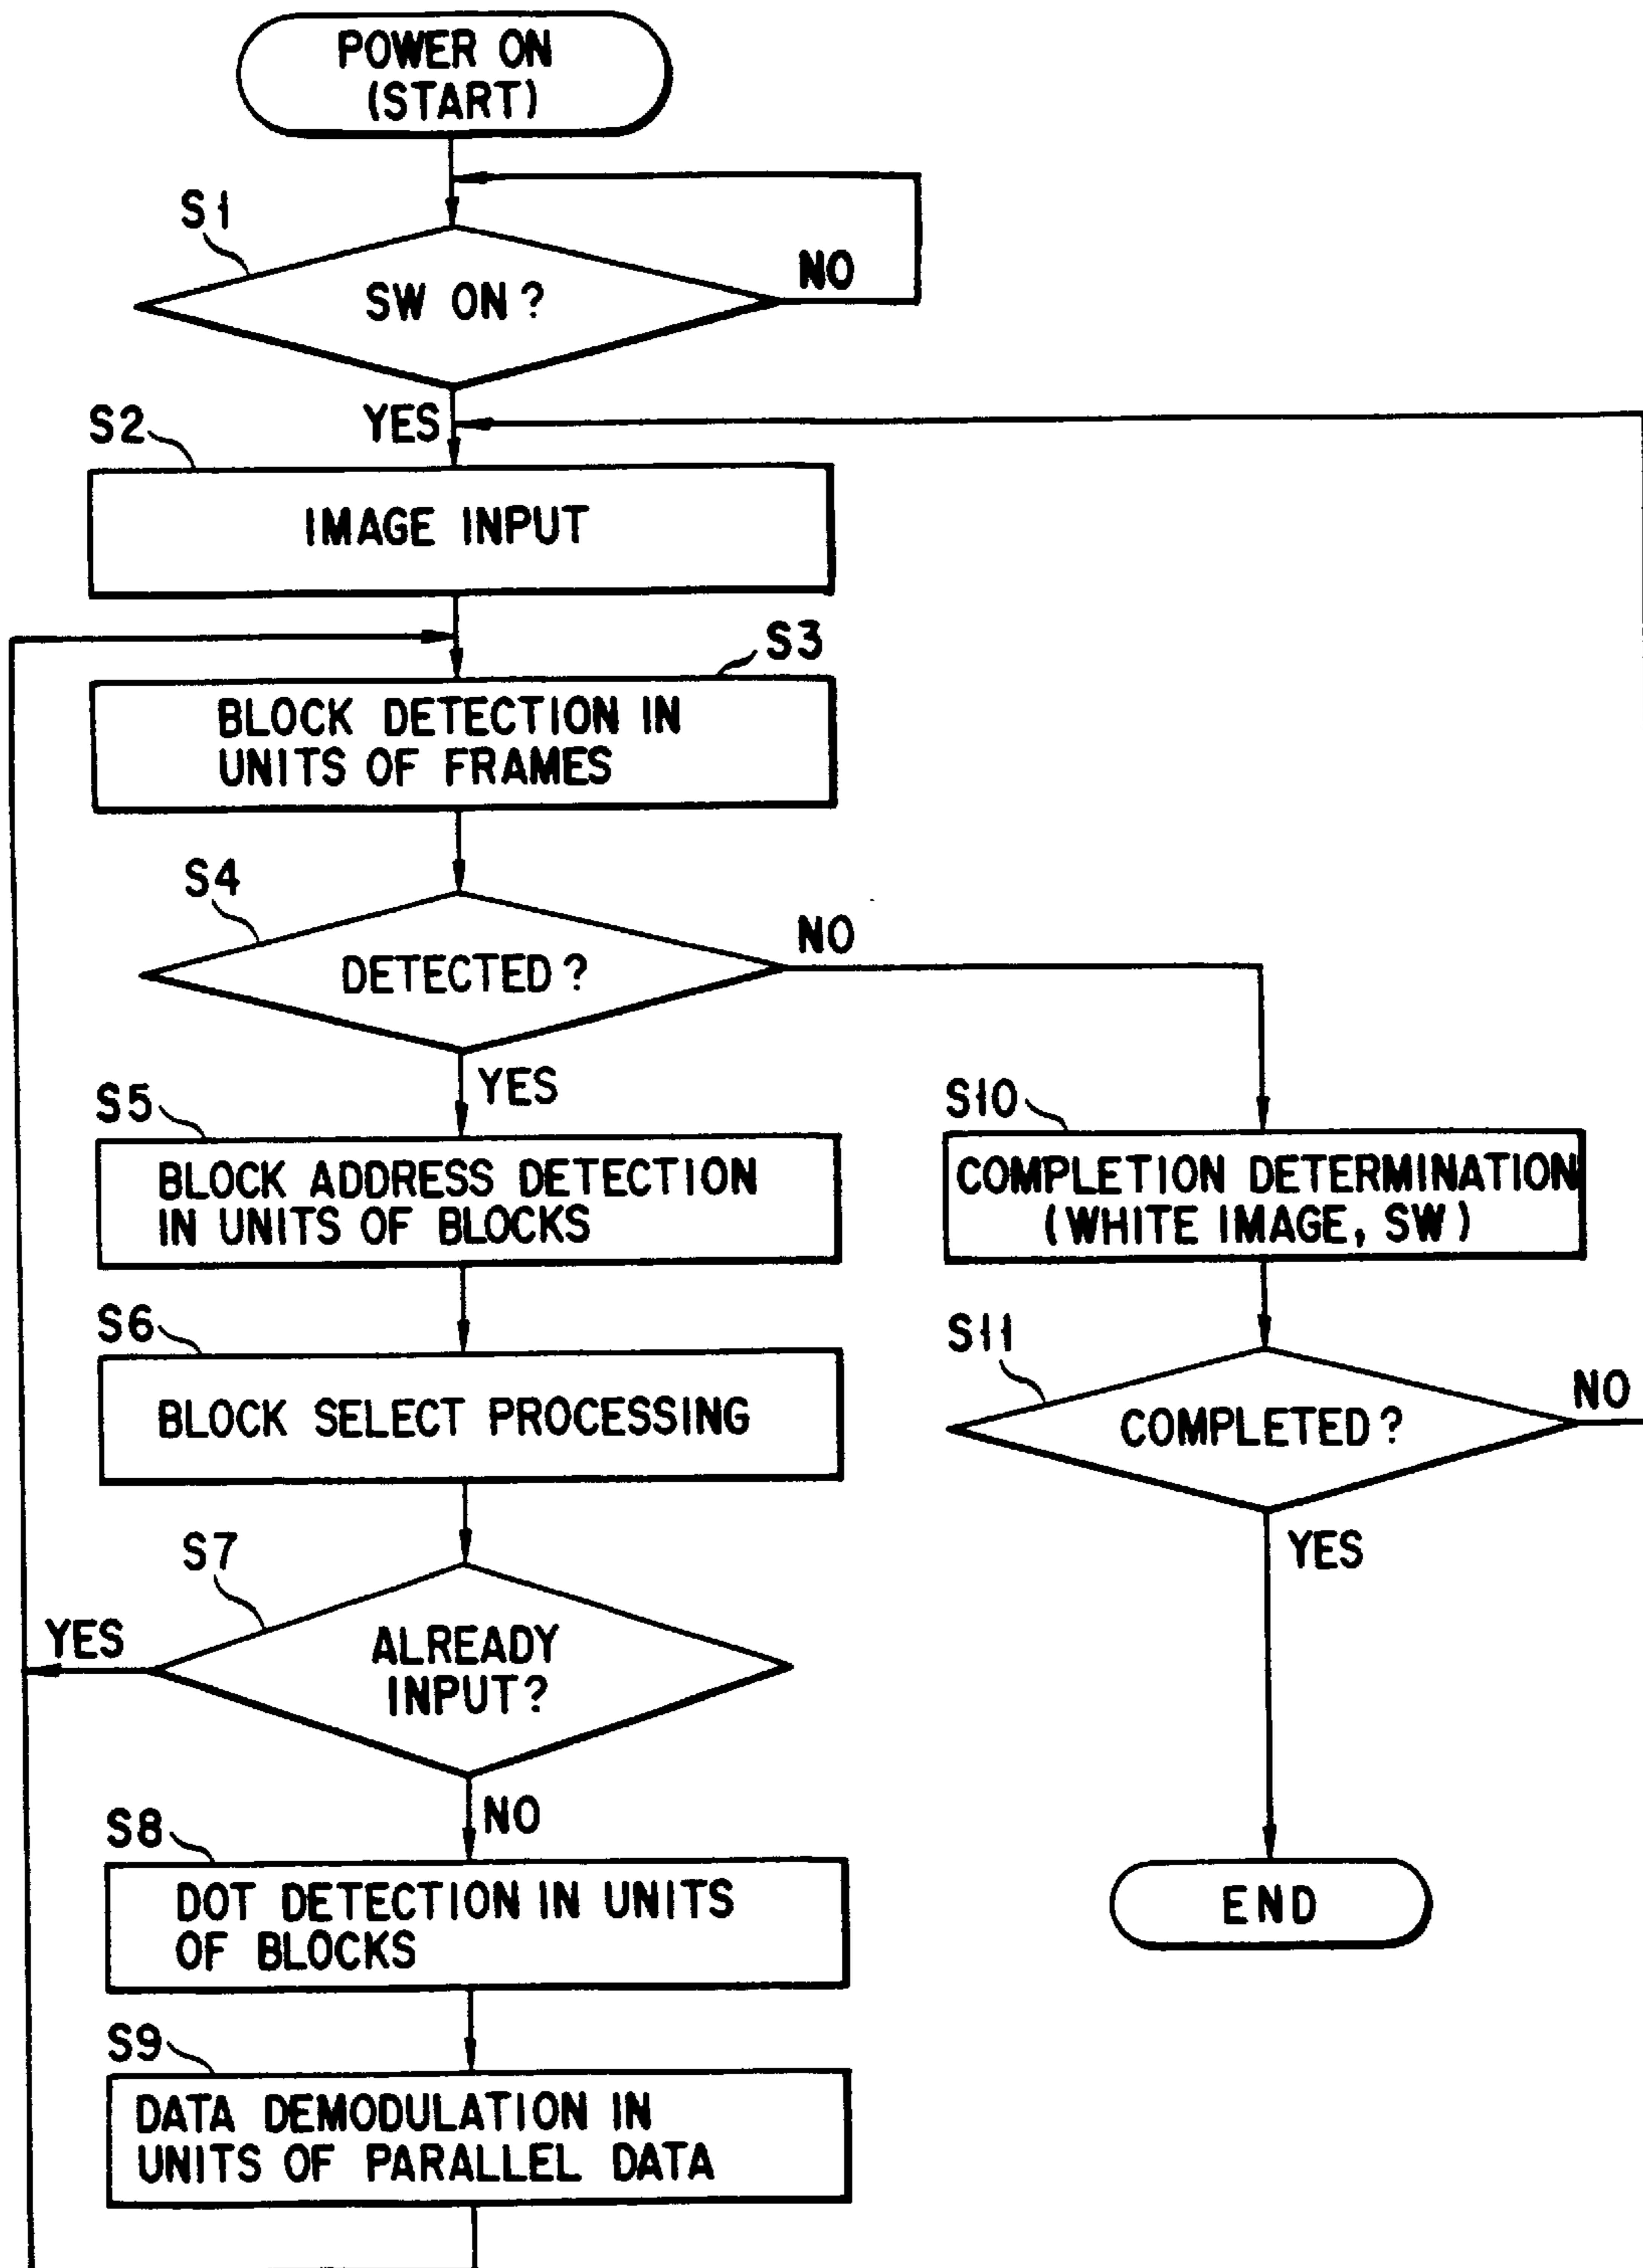 POWER ON
(START)
S1
SW ON?
NO
YES
S2
IMAGE INPUT
S3
BLOCK DETECTION IN
UNITS OF FRAMES
S4
DETECTED?
NO
YES
S5
BLOCK ADDRESS DETECTION
IN UNITS OF BLOCKS
S6
BLOCK SELECT PROCESSING
S7
ALREADY
INPUT?
YES
NO
S8
DOT DETECTION IN UNITS
OF BLOCKS
S9
DATA DEMODULATION IN
UNITS OF PARALLEL DATA
S10
COMPLETION DETERMINATION
(WHITE IMAGE, SW)
S11
COMPLETED?
NO
YES
END